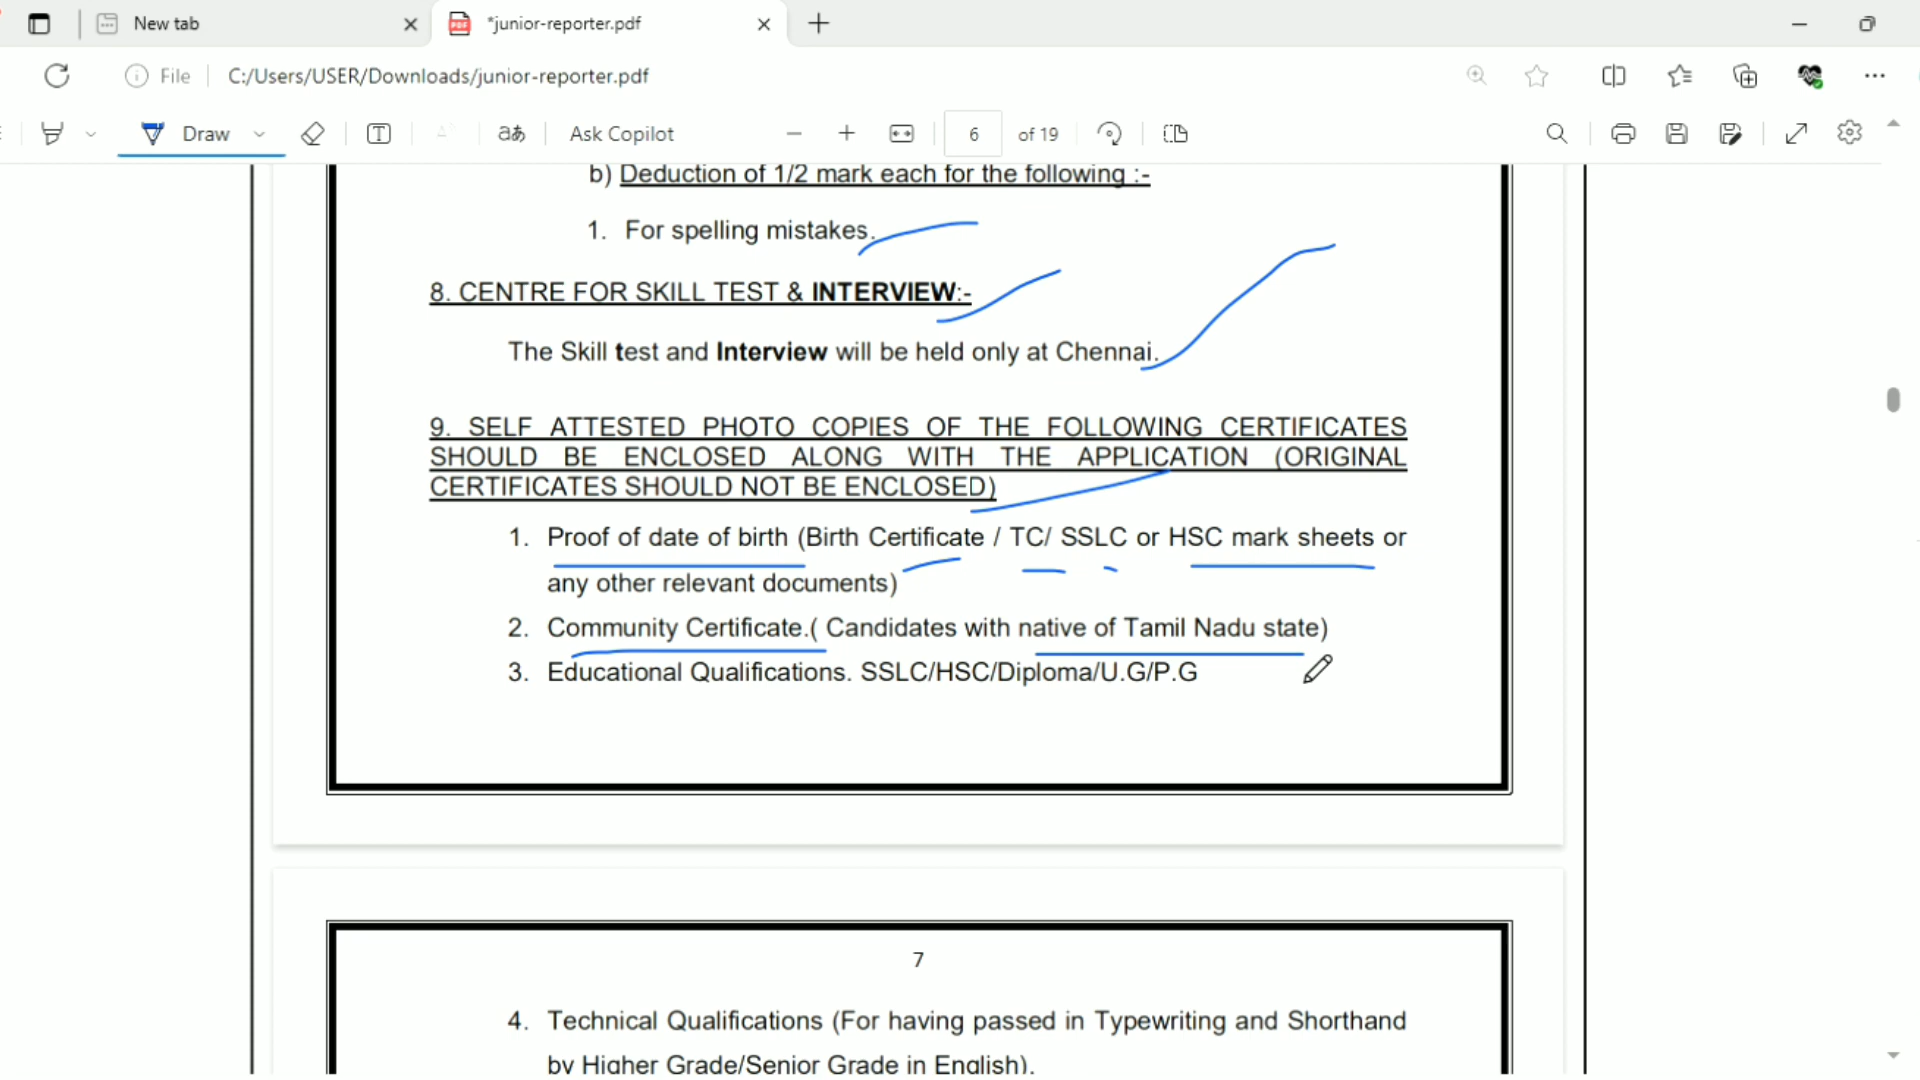 New tab
*junior-reporter.pdf
File
C:/Users/USER/Downloads/junior-reporter.pdf
Draw
aあ
Ask Copilot
6 of 19
b) Deduction of 1/2 mark each for the following :-
1. For spelling mistakes.
8. CENTRE FOR SKILL TEST & INTERVIEW:-
The Skill test and Interview will be held only at Chennai.
9. SELF ATTESTED PHOTO COPIES OF THE FOLLOWING CERTIFICATES
SHOULD BE ENCLOSED ALONG WITH THE APPLICATION (ORIGINAL
CERTIFICATES SHOULD NOT BE ENCLOSED)
1. Proof of date of birth (Birth Certificate / TC/ SSLC or HSC mark sheets or
any other relevant documents)
2. Community Certificate.( Candidates with native of Tamil Nadu state)
3. Educational Qualifications. SSLC/HSC/Diploma/U.G/P.G
7
4. Technical Qualifications (For having passed in Typewriting and Shorthand
by Higher Grade/Senior Grade in English).